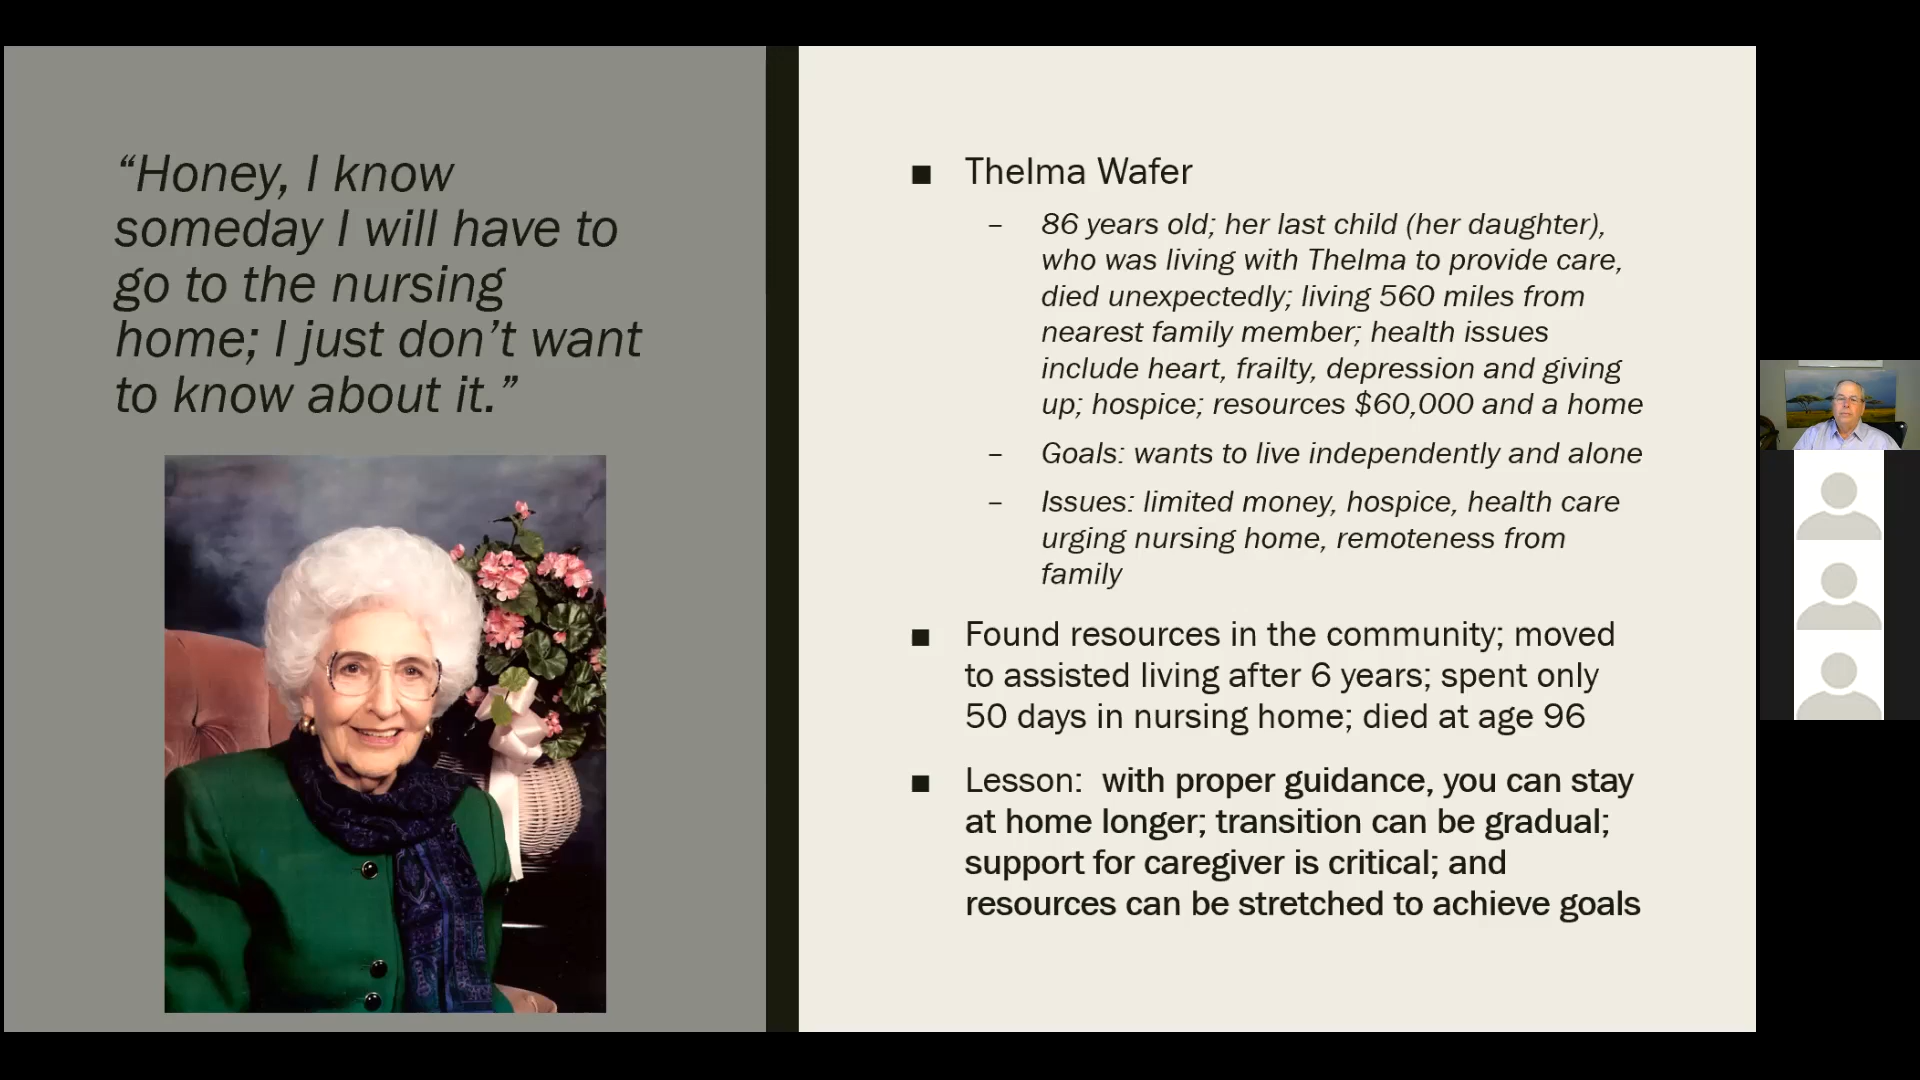 “Honey, I know
someday I will have to
go to the nursing
home; I just don’t want
to know about it.”
■ Thelma Wafer
– 86 years old; her last child (her daughter),
who was living with Thelma to provide care,
died unexpectedly; living 560 miles from
nearest family member; health issues
include heart, frailty, depression and giving
up; hospice; resources $60,000 and a home
– Goals: wants to live independently and alone
– Issues: limited money, hospice, health care
urging nursing home, remoteness from
family
■ Found resources in the community; moved
to assisted living after 6 years; spent only
50 days in nursing home; died at age 96
■ Lesson: with proper guidance, you can stay
at home longer; transition can be gradual;
support for caregiver is critical; and
resources can be stretched to achieve goals